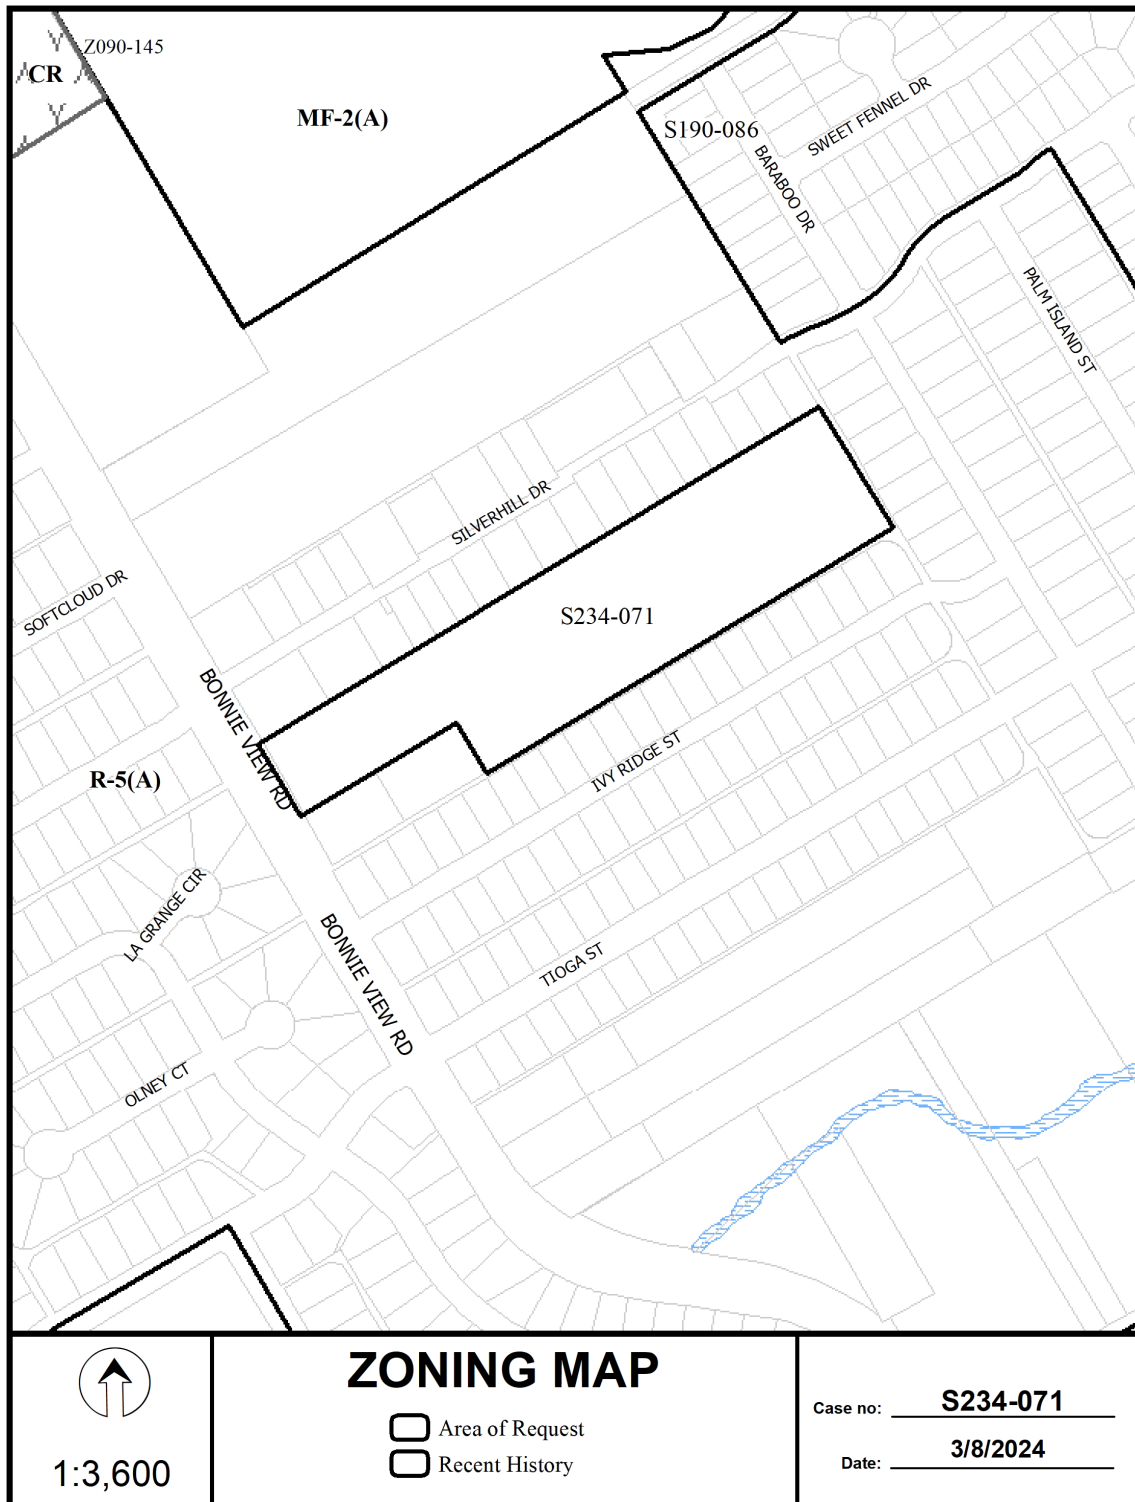 Z090-145
CR
MF-2(A)
S190-086
SWEET FENNEL DR
BARABOO DR
PALM ISLAND ST
SILVERHILL DR
SOFTCLOUD DR
S234-071
BONNIE VIEW RD
IVY RIDGE ST
R-5(A)
LA GRANGE CIR
BONNIE VIEW RD
TIOGA ST
OLNEY CT
1:3,600
ZONING MAP
Area of Request
Recent History
Case no: S234-071
Date: 3/8/2024